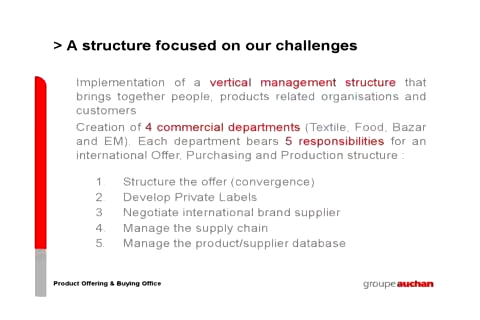 > A structure focused on our challenges
Implementation of a vertical management structure that
brings together people, products related organisations and
customers
Creation of 4 commercial departments (Textile, Food, Bazar
and EM). Each department bears 5 responsibilities for an
international Offer, Purchasing and Production structure :
1. Structure the offer (convergence)
2. Develop Private Labels
3 Negotiate international brand supplier
4. Manage the supply chain
5. Manage the product/supplier database
Product Offering & Buying Office
groupe auchan